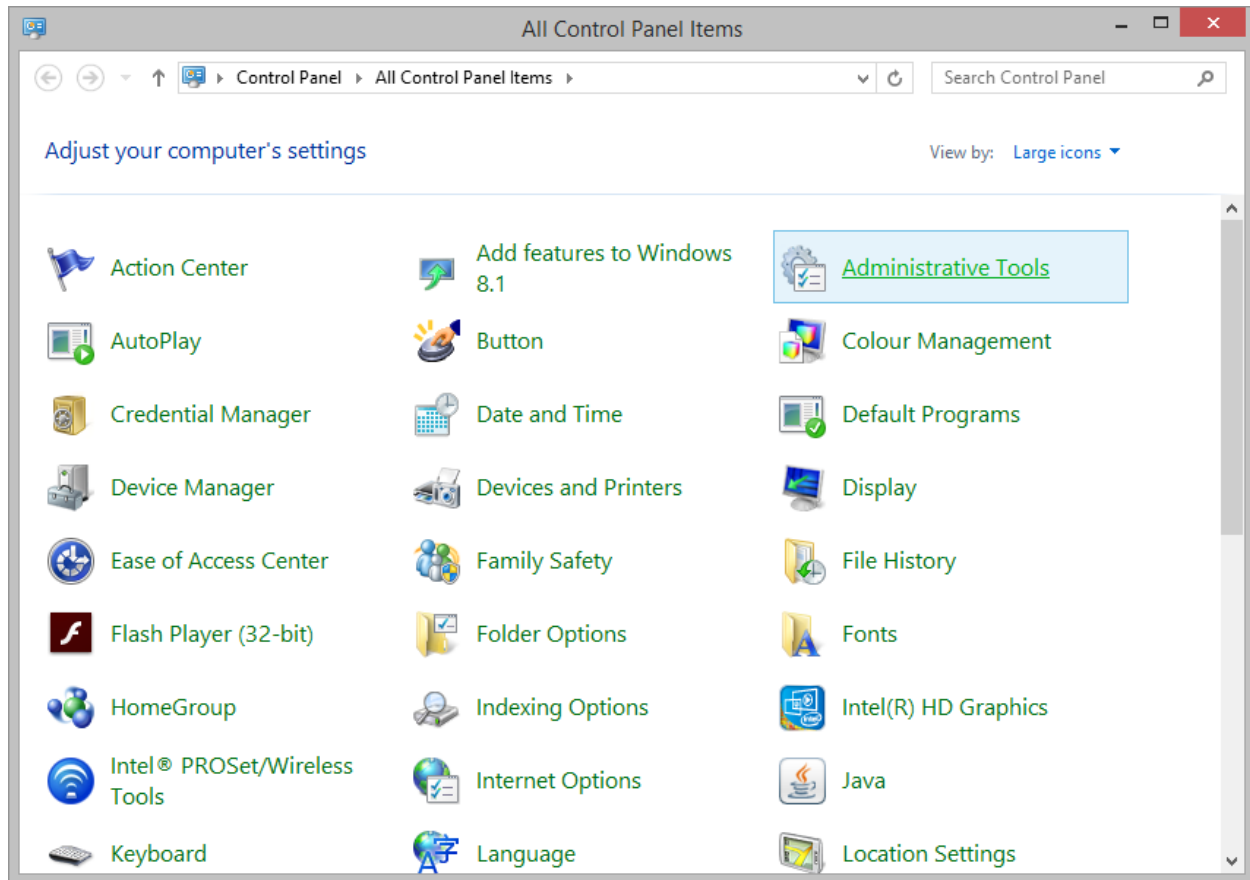 All Control Panel Items
Control Panel All Control Panel Items
Search Control Panel
Adjust your computer's settings
View by: Large icons
Action Center
Add features to Windows
8.1
Administrative Tools
AutoPlay
Button
Colour Management
Credential Manager
Date and Time
Default Programs
Device Manager
Devices and Printers
Display
Ease of Access Center
Family Safety
File History
Flash Player (32-bit)
Folder Options
Fonts
HomeGroup
Indexing Options
Intel(R) HD Graphics
Intel® PROSet/Wireless
Tools
Internet Options
Java
Keyboard
Language
Location Settings